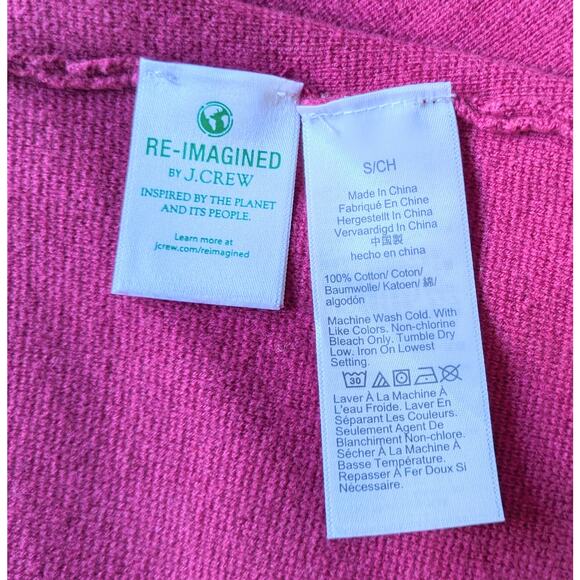 RE-IMAGINED
BY J.CREW
INSPIRED BY THE PLANET
AND ITS PEOPLE.
Learn more at
jcrew.com/reimagined
S/CH
Made In China
Fabriqué En Chine
Hergestellt In China
Vervaardigd In China
中国製
hecho en china
100% Cotton/ Coton/
Baumwolle/ Katoen/ 綿/
algodón
Machine Wash Cold. With
Like Colors. Non-chlorine
Bleach Only. Tumble Dry
Low. Iron On Lowest
Setting.
30
Laver À La Machine À
L'eau Froide. Laver En
Séparant Les Couleurs.
Seulement Agent De
Blanchiment Non-chlore.
Sécher À La Machine À
Basse Température.
Repasser À Fer Doux Si
Nécessaire.